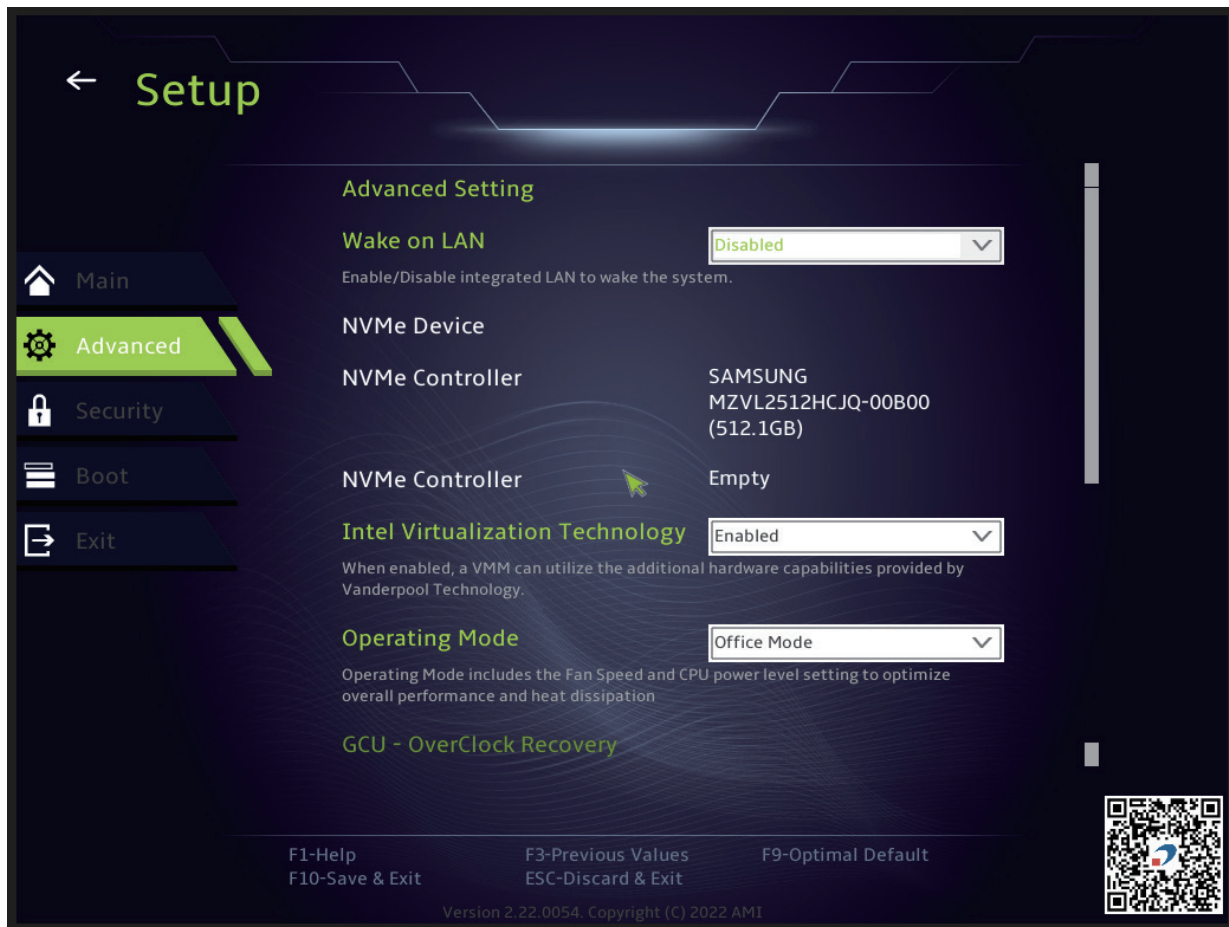 Setup
Main
Advanced
Security
Boot
Exit
Advanced Setting
Wake on LAN
Disabled
Enable/Disable integrated LAN to wake the system.
NVMe Device
NVMe Controller
SAMSUNG
MZVL2512HCJQ-00B00
(512.1GB)
NVMe Controller
Empty
Intel Virtualization Technology
Enabled
When enabled, a VMM can utilize the additional hardware capabilities provided by
Vanderpool Technology.
Operating Mode
Office Mode
Operating Mode includes the Fan Speed and CPU power level setting to optimize
overall performance and heat dissipation
GCU - OverClock Recovery
F1-Help
F3-Previous Values
F9-Optimal Default
F10-Save & Exit
ESC-Discard & Exit
Version 2.22.0054. Copyright (C) 2022 AMI